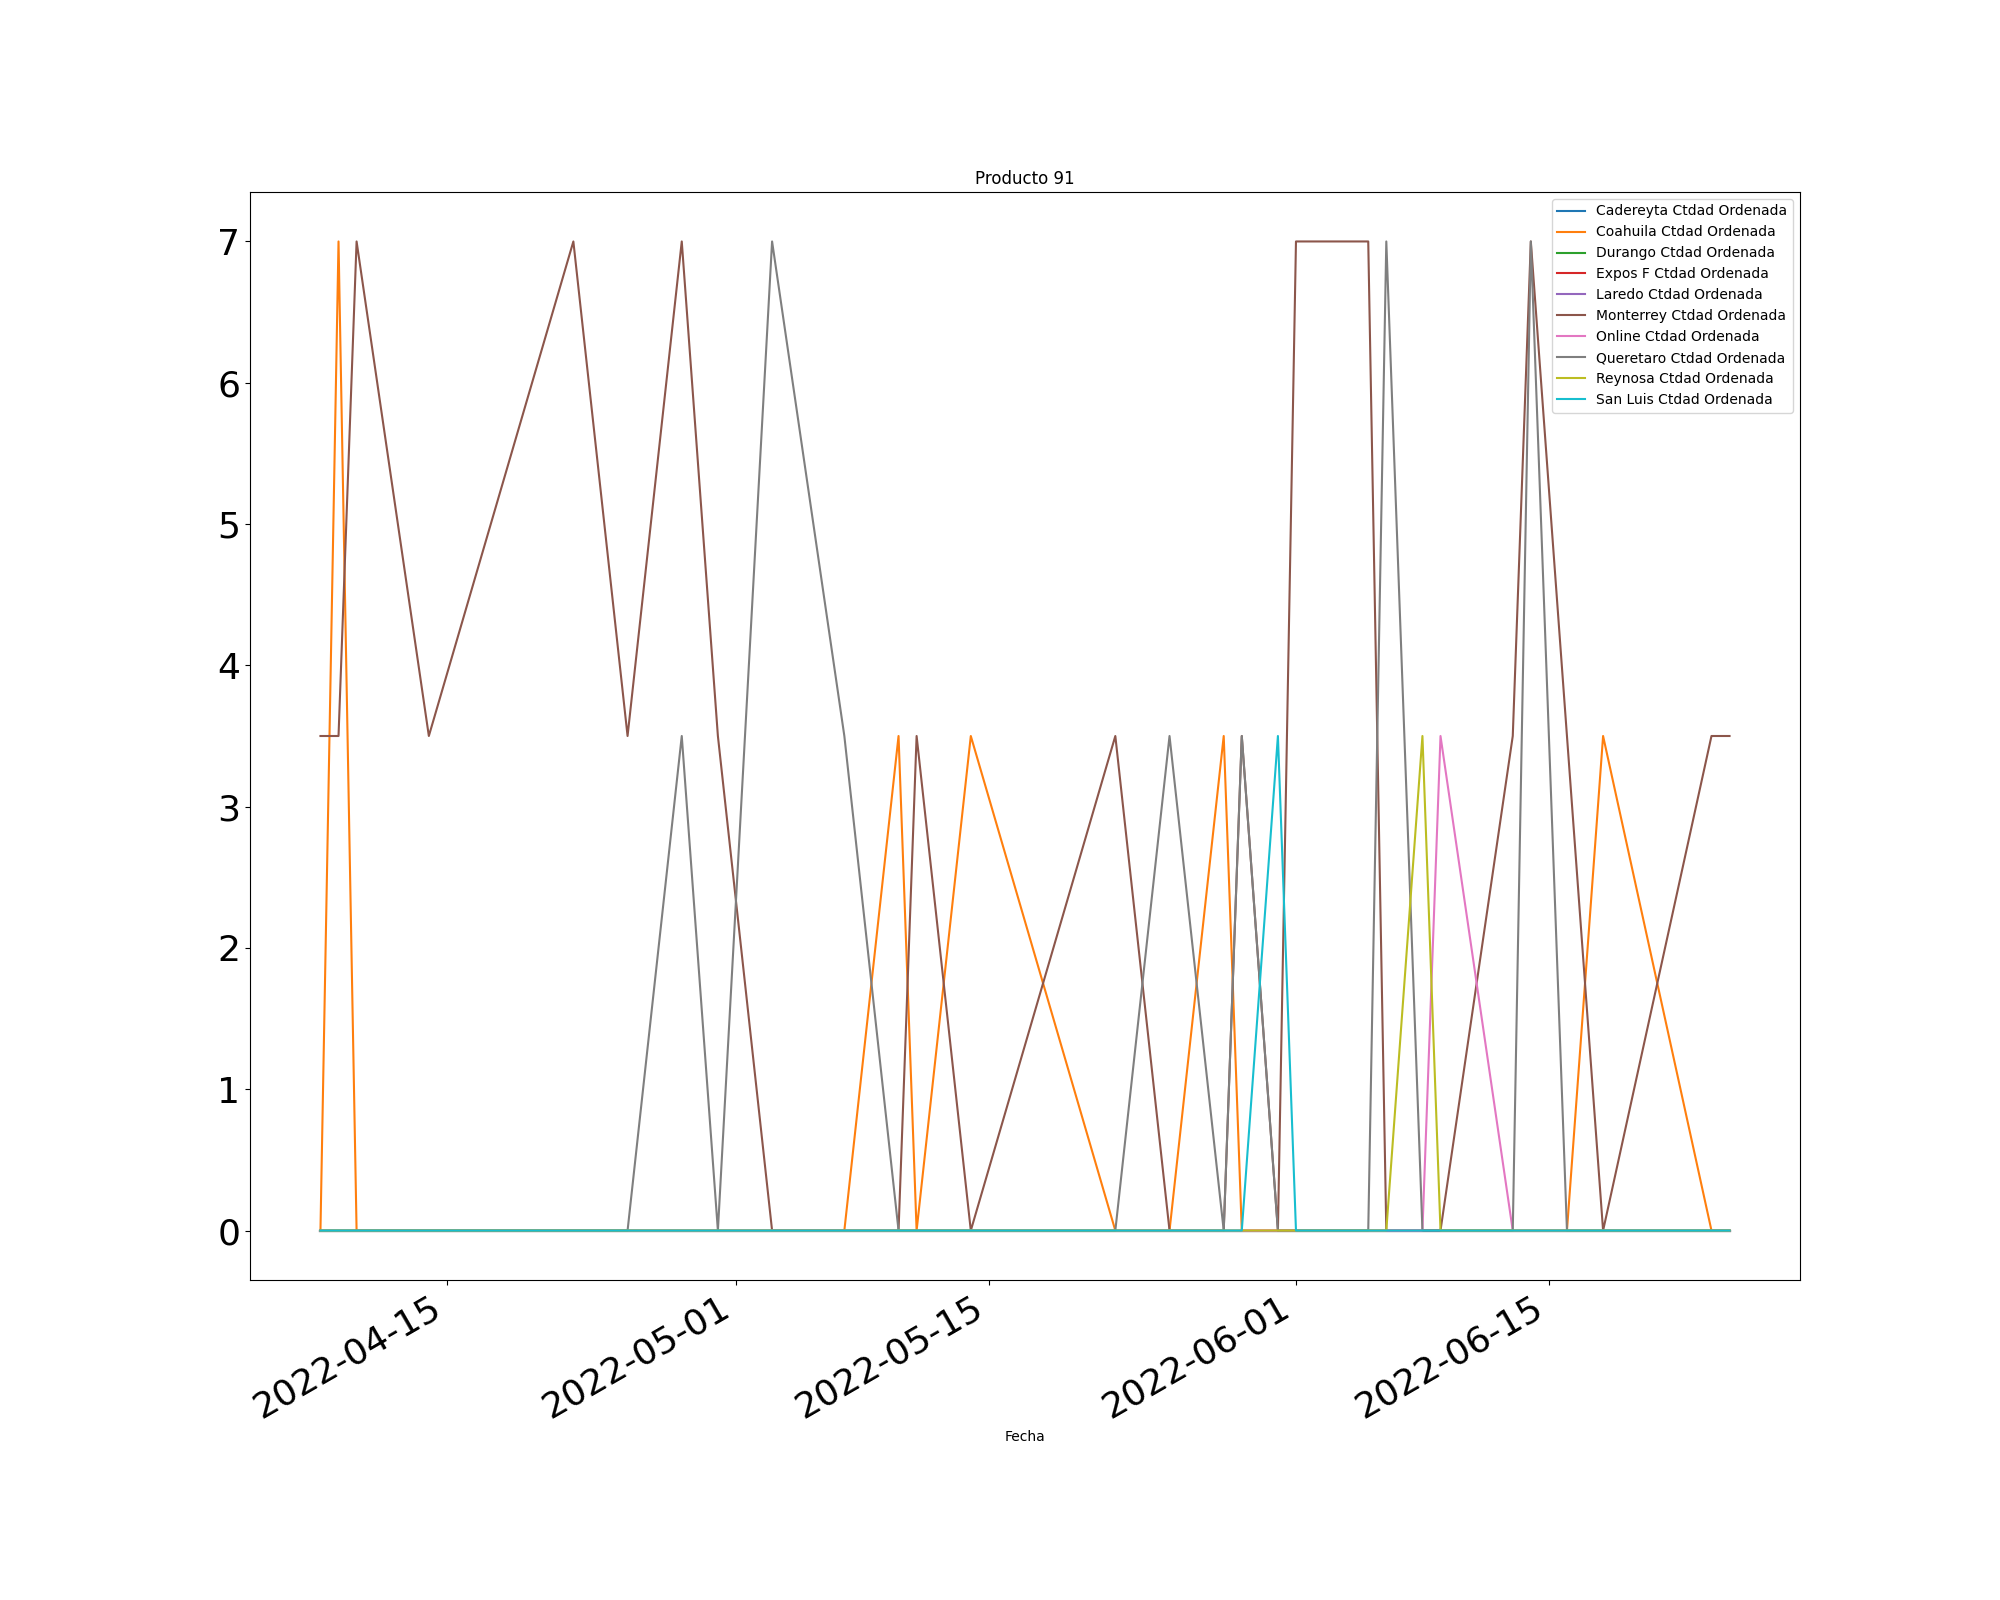 Producto 91
Cadereyta Ctdad Ordenada
Coahuila Ctdad Ordenada
Durango Ctdad Ordenada
Expos F Ctdad Ordenada
Laredo Ctdad Ordenada
Monterrey Ctdad Ordenada
Online Ctdad Ordenada
Queretaro Ctdad Ordenada
Reynosa Ctdad Ordenada
San Luis Ctdad Ordenada
7
6
5
4
3
2
1
0
2022-04-15
2022-05-01
2022-05-15
2022-06-01
2022-06-15
Fecha